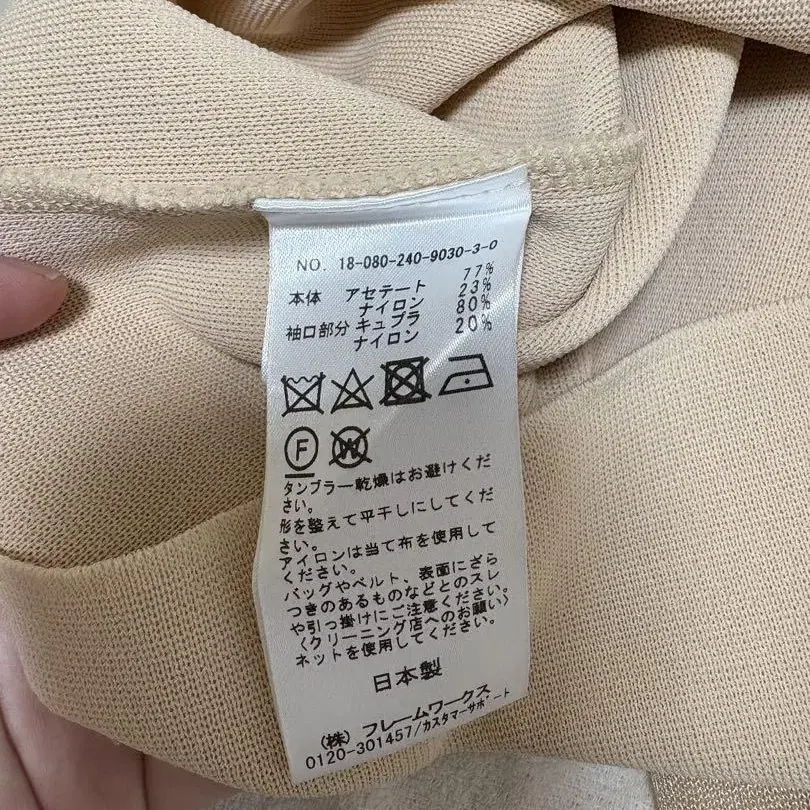 NO. 18-080-240-9030-3-0
本体 アセテート 77%
ナイロン 23%
袖口部分 キュプラ 80%
ナイロン 20%
F
W
タンブラー乾燥はお避けくだ
さい。
形を整えて平干しにしてくだ
さい。
アイロンは当て布を使用して
ください。
バッグやベルト、表面にざら
つきのあるものなどとのスレ
や引っ掛けにご注意ください。
〈クリーニング店へのお願い〉
ネットを使用してください。
日本製
(株) フレームワークス
0120-301457/カスタマーサポート